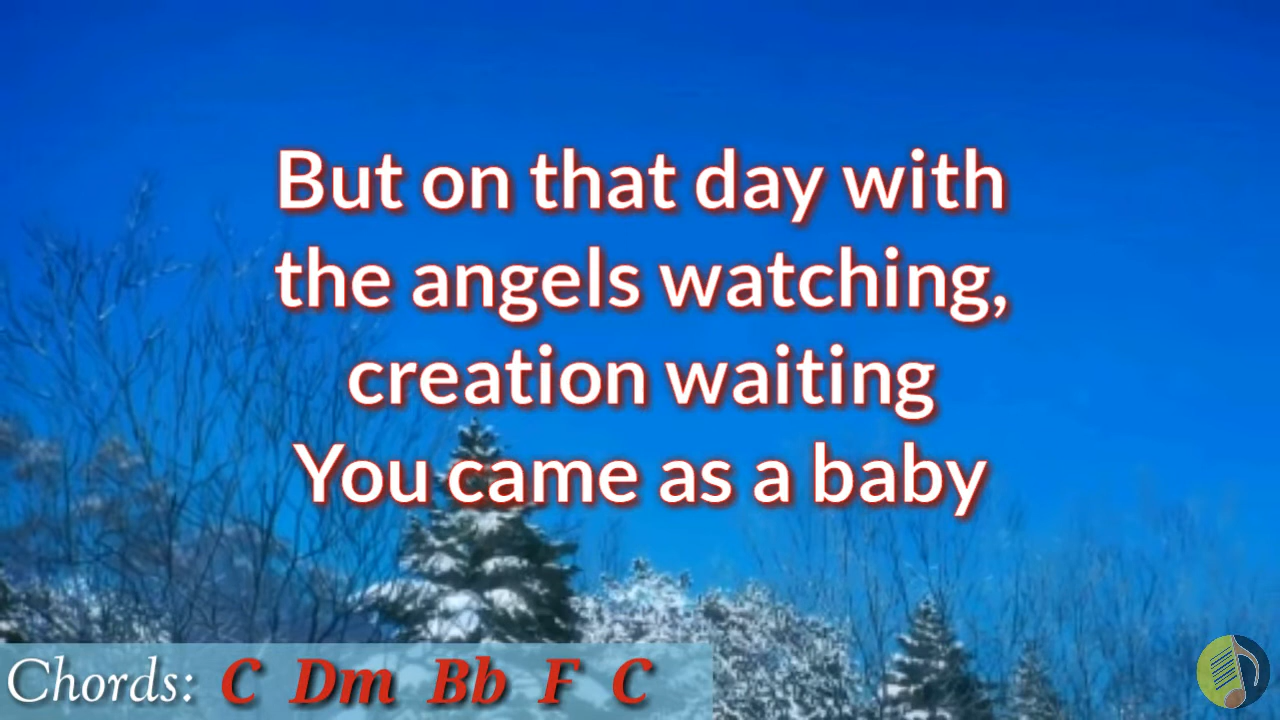 But on that day with
the angels watching,
creation waiting
You came as a baby
Chords: C Dm Bb F C